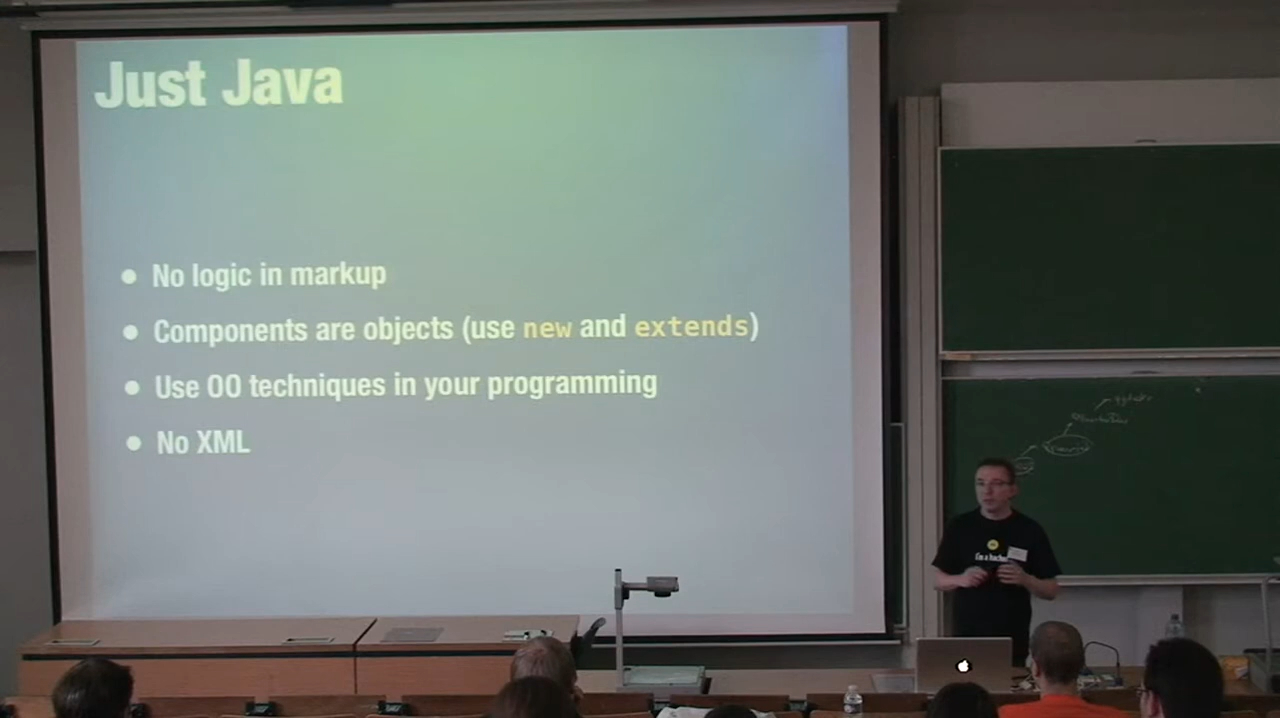 Just Java
● No logic in markup
● Components are objects (use new and extends)
● Use OO techniques in your programming
● No XML